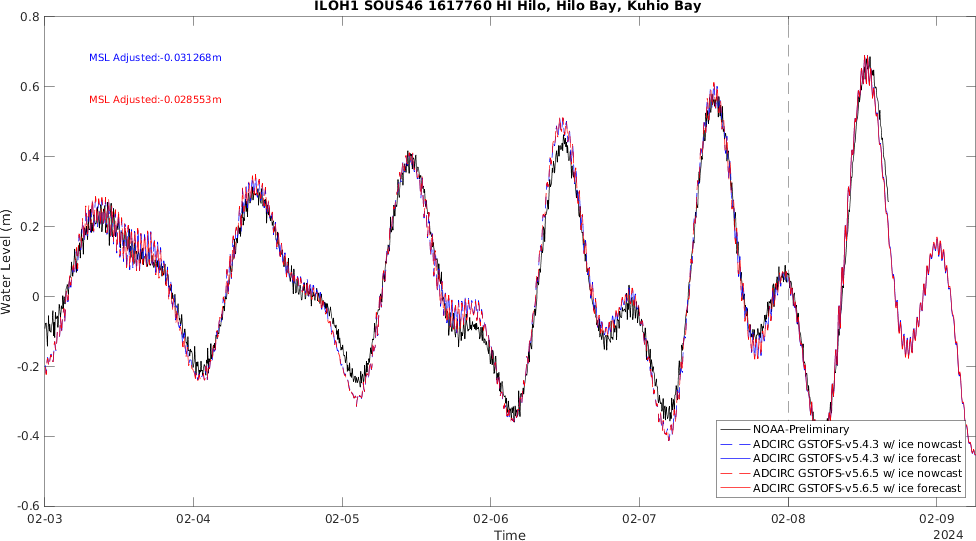 ILOH1 SOUS46 1617760 HI Hilo, Hilo Bay, Kuhio Bay
MSL Adjusted:-0.031268m
MSL Adjusted:-0.028553m
Water Level (m)
0.8
0.6
0.4
0.2
0
-0.2
-0.4
-0.6
NOAA-Preliminary
ADCIRC GSTOFS-v5.4.3 w/ ice nowcast
ADCIRC GSTOFS-v5.4.3 w/ ice forecast
ADCIRC GSTOFS-v5.6.5 w/ ice nowcast
ADCIRC GSTOFS-v5.6.5 w/ ice forecast
02-03 02-04 02-05 02-06 02-07 02-08 02-09
Time
2024